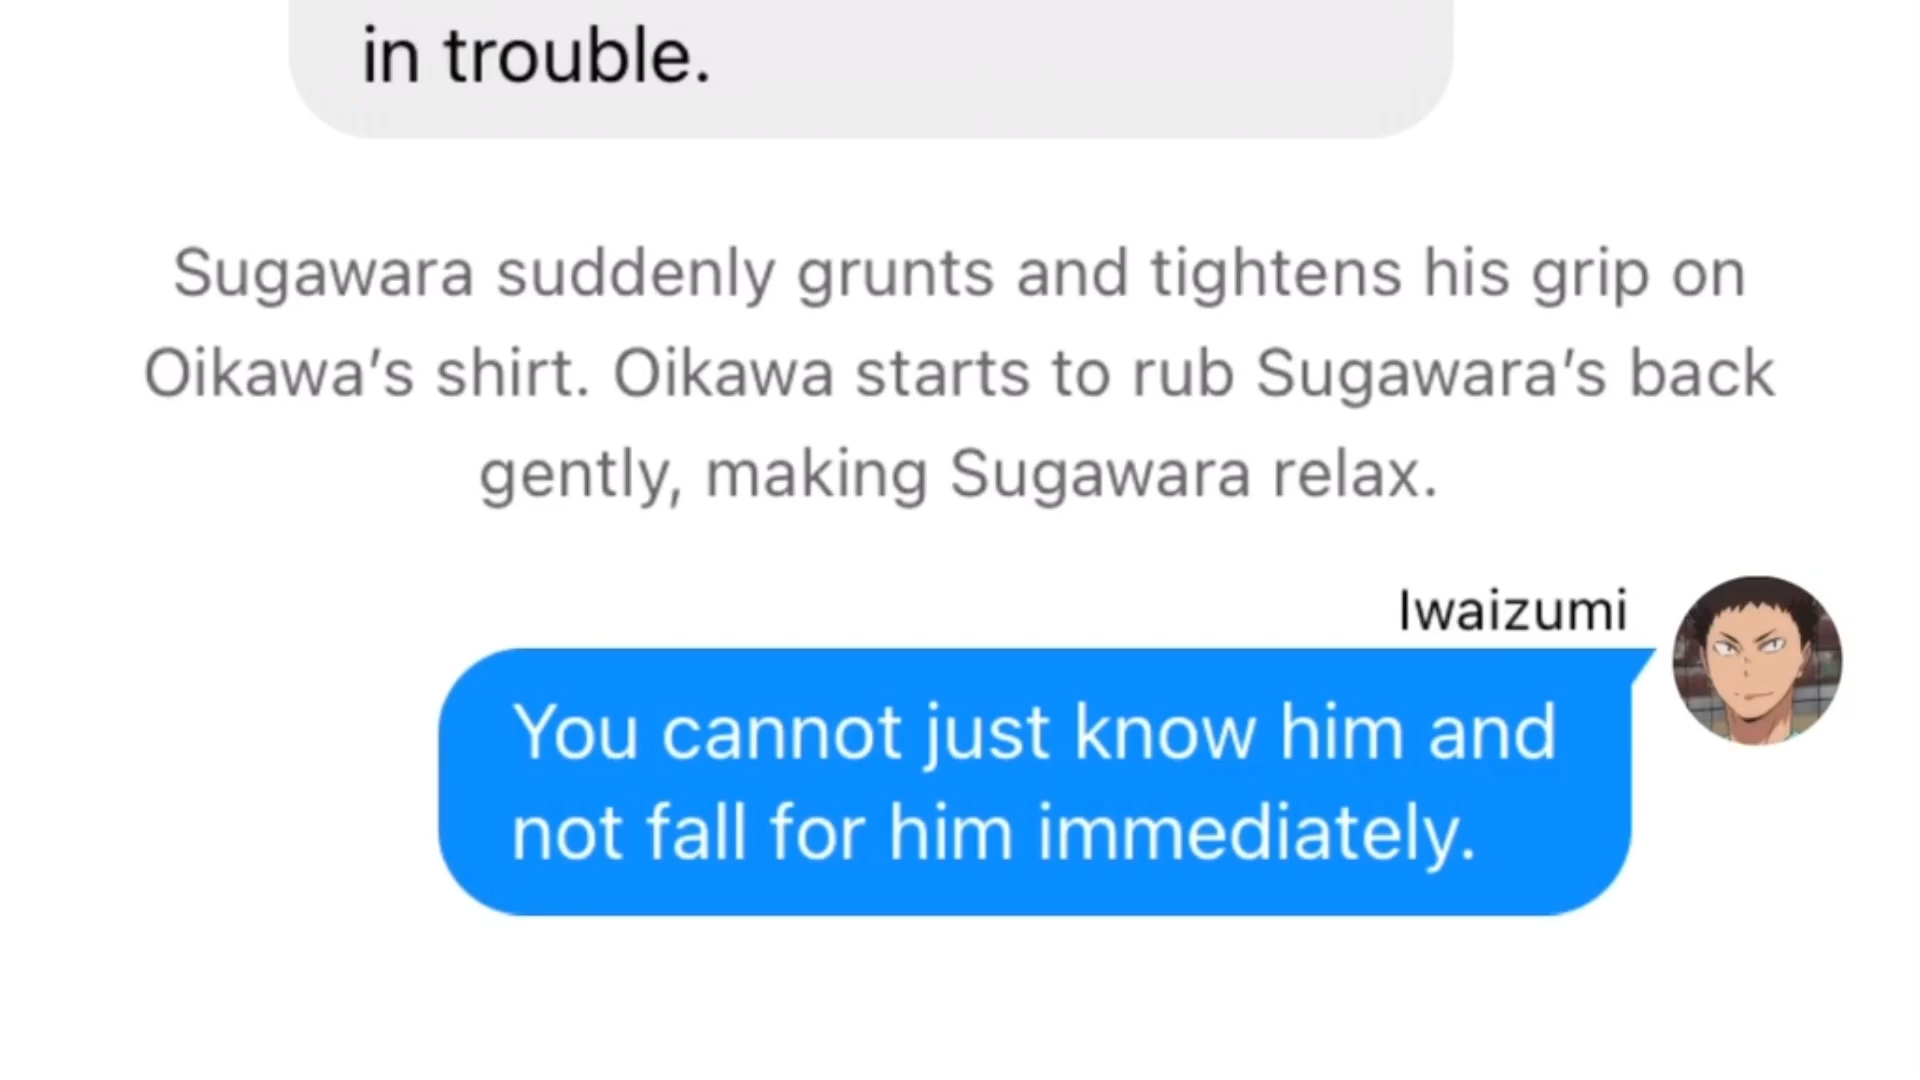 in trouble.
Sugawara suddenly grunts and tightens his grip on
Oikawa’s shirt. Oikawa starts to rub Sugawara’s back
gently, making Sugawara relax.
Iwaizumi
You cannot just know him and
not fall for him immediately.